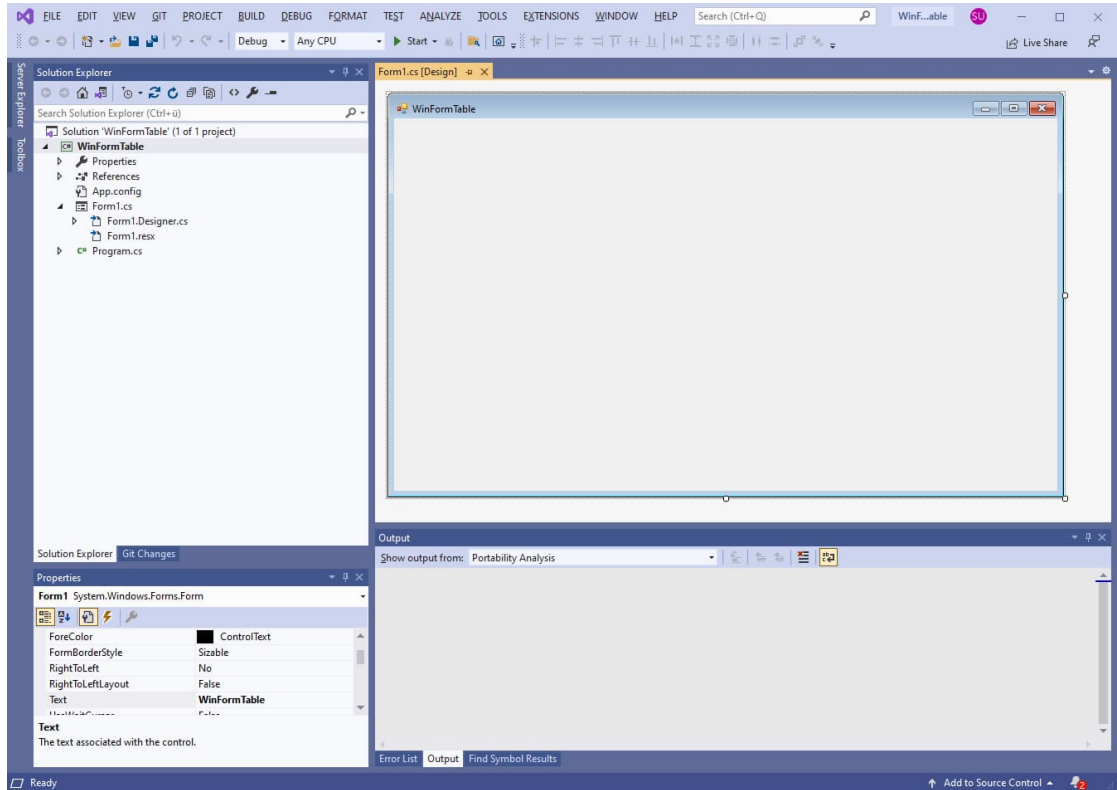 FILE EDIT VIEW GIT PROJECT BUILD DEBUG FORMAT TEST ANALYZE TOOLS EXTENSIONS WINDOW HELP Search (Ctrl+Q) WinF...able SU
Debug Any CPU Start Live Share
Server Explorer
Toolbox
Solution Explorer
Search Solution Explorer (Ctrl+ü)
Solution 'WinFormTable' (1 of 1 project)
C# WinFormTable
Properties
References
App.config
Form1.cs
Form1.Designer.cs
Form1.resx
C# Program.cs
Solution Explorer Git Changes
Properties
Form1 System.Windows.Forms.Form
ForeColor ControlText
FormBorderStyle Sizable
RightToLeft No
RightToLeftLayout False
Text WinFormTable
UseWaitCursor False
Text
The text associated with the control.
Form1.cs [Design]
WinFormTable
Output
Show output from: Portability Analysis
Error List Output Find Symbol Results
Ready Add to Source Control 2